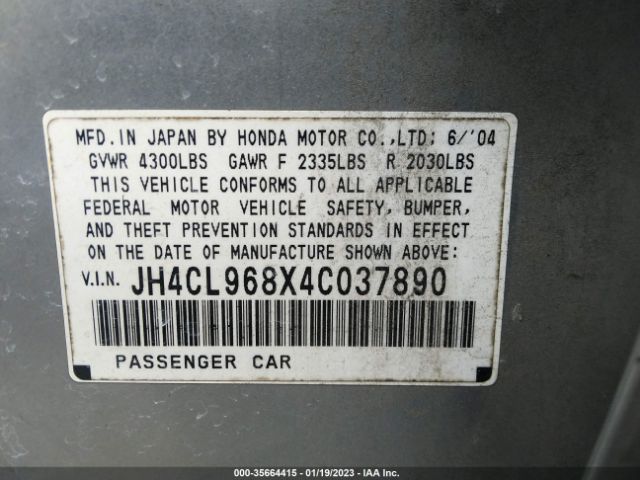 MFD. IN JAPAN BY HONDA MOTOR CO.,LTD; 6/'04
GVWR 4300LBS GAWR F 2335LBS R 2030LBS
THIS VEHICLE CONFORMS TO ALL APPLICABLE
FEDERAL MOTOR VEHICLE SAFETY, BUMPER,
AND THEFT PREVENTION STANDARDS IN EFFECT
ON THE DATE OF MANUFACTURE SHOWN ABOVE:
V.I.N. JH4CL968X4C037890
PASSENGER CAR
000-35664415 - 01/19/2023 - IAAI.COM